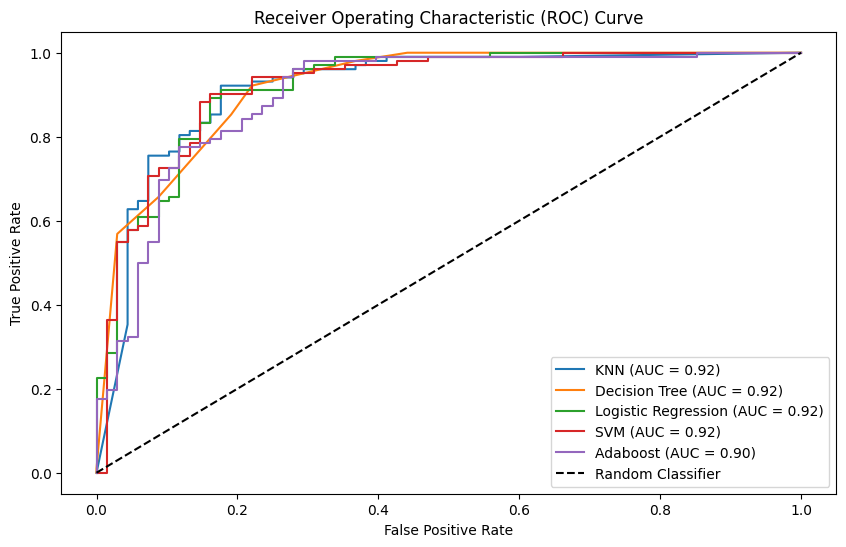 Receiver Operating Characteristic (ROC) Curve
True Positive Rate
1.0
0.8
0.6
0.4
0.2
0.0
KNN (AUC = 0.92)
Decision Tree (AUC = 0.92)
Logistic Regression (AUC = 0.92)
SVM (AUC = 0.92)
Adaboost (AUC = 0.90)
Random Classifier
0.0 0.2 0.4 0.6 0.8 1.0
False Positive Rate